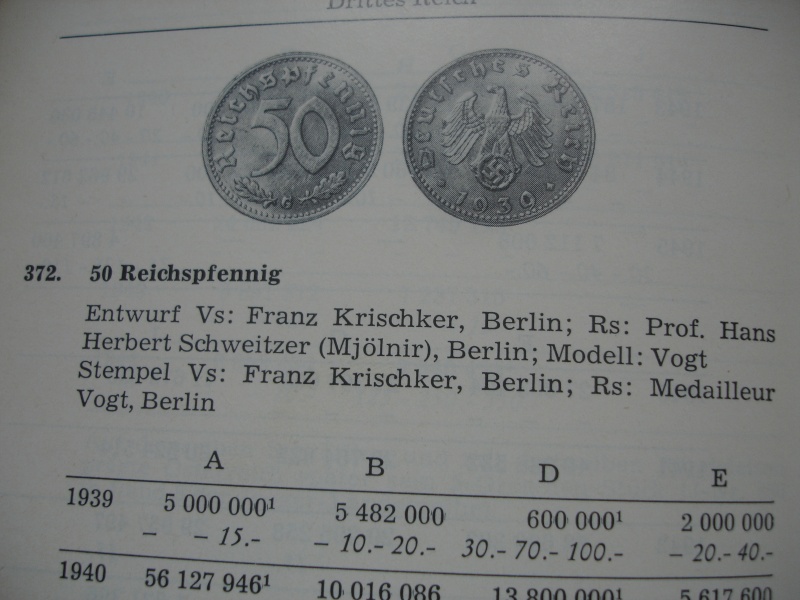 Drittes Reich
Reichspfennig
50
G
Deutsches Reich
1939
372. 50 Reichspfennig
Entwurf Vs: Franz Krischker, Berlin; Rs: Prof. Hans
Herbert Schweitzer (Mjölnir), Berlin; Modell: Vogt
Stempel Vs: Franz Krischker, Berlin; Rs: Medailleur
Vogt, Berlin
A B D E
1939 5 000 000¹ 5 482 000 600 000¹ 2 000 000
– – 15.- – 10.- 20.- 30.- 70.- 100.- – 20.- 40.-
1940 56 127 946¹ 10 016 086 13 800 000¹ 5 617 600